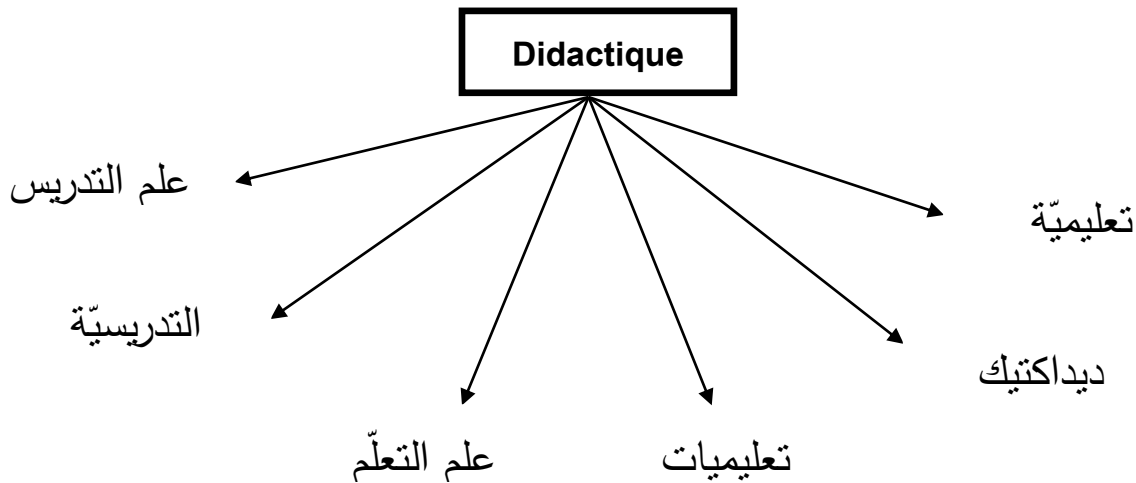 Didactique
علم التدريس
تعليميّة
التدريسيّة
ديداكتيك
علم التعلّم
تعليميات